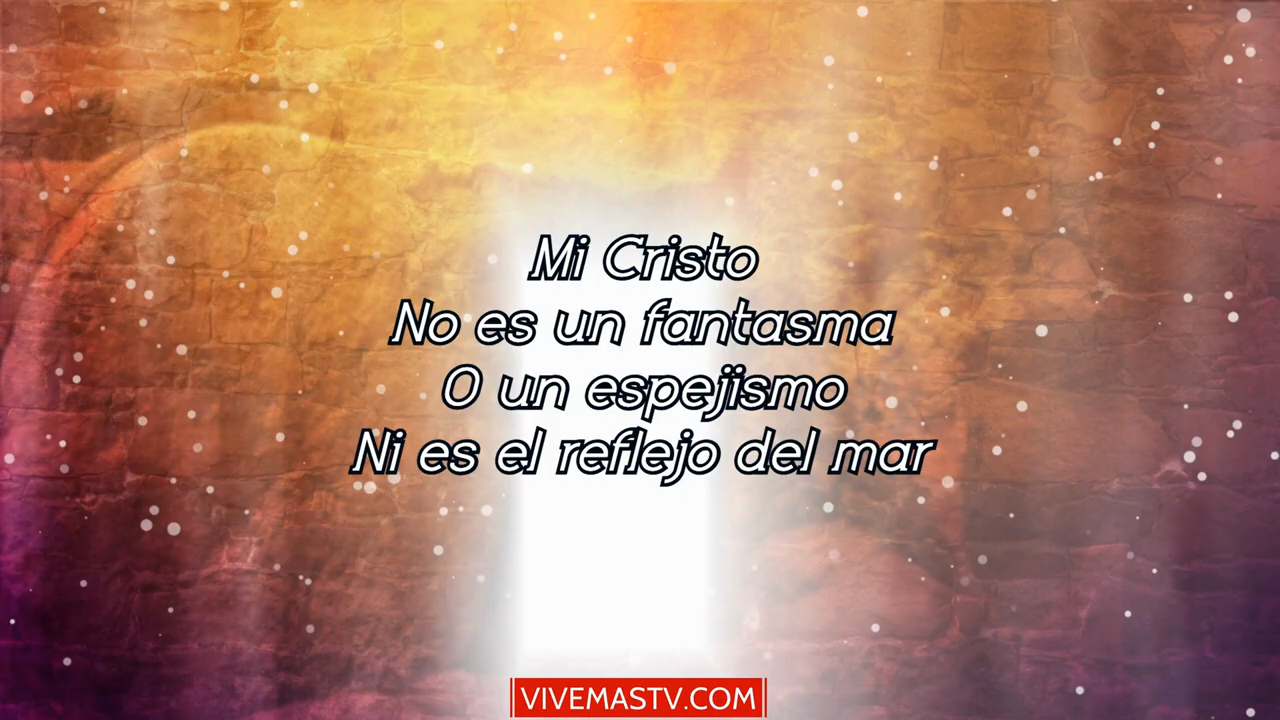 Mi Cristo
No es un fantasma
O un espejismo
Ni es el reflejo del mar
VIVEMASTV.COM